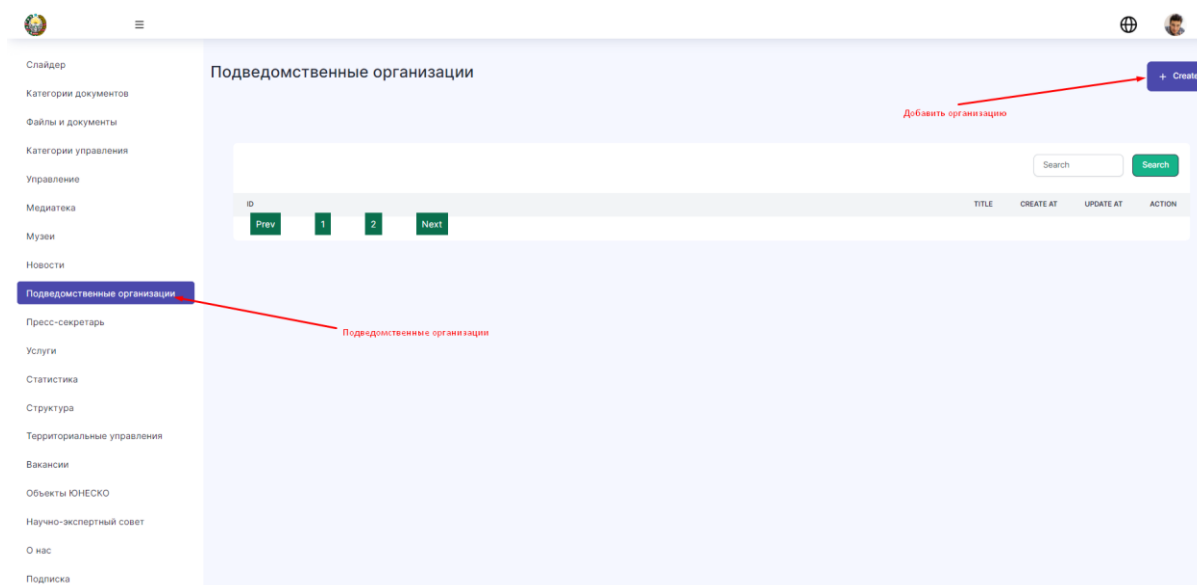 Слайдер
Категории документов
Файлы и документы
Категории управления
Управление
Медиатека
Музеи
Новости
Подведомственные организации
Пресс-секретарь
Услуги
Статистика
Структура
Территориальные управления
Вакансии
Объекты ЮНЕСКО
Научно-экспертный совет
О нас
Подписка
Подведомственные организации
+ Create
Добавить организацию
Search Search
ID TITLE CREATE AT UPDATE AT ACTION
Prev 1 2 Next
Подведомственные организации